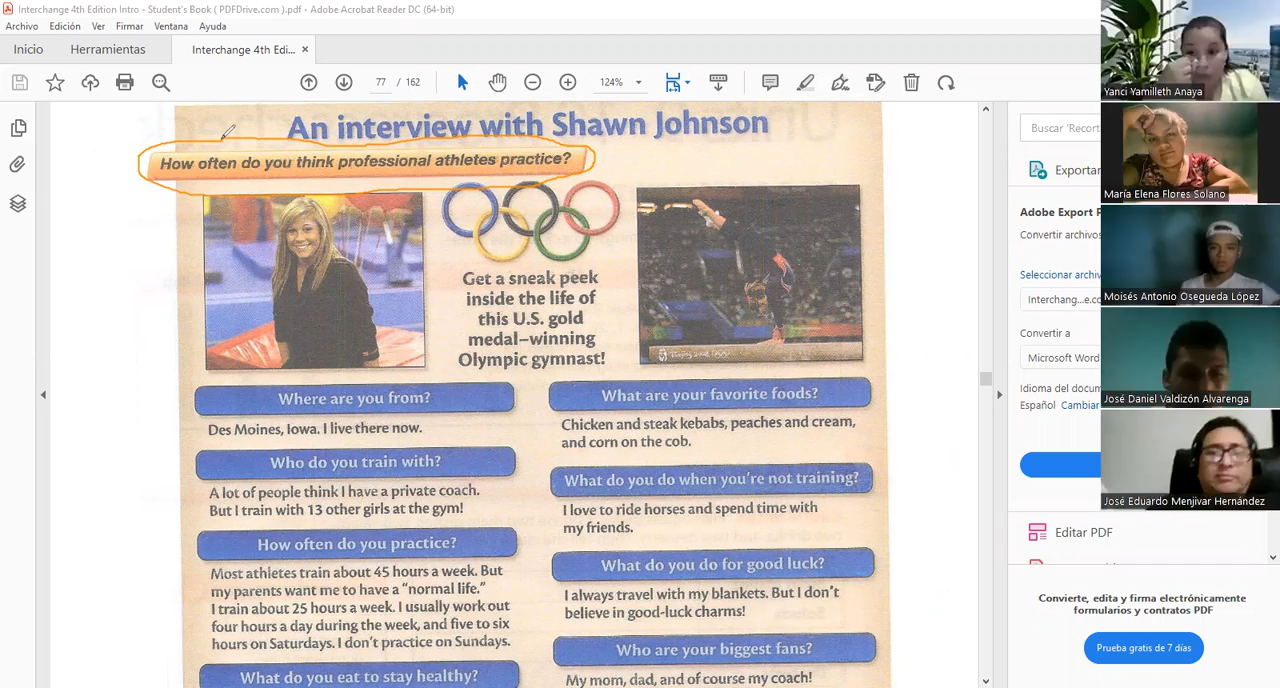 Interchange 4th Edition Intro - Student's Book ( PDFDrive.com ).pdf - Adobe Acrobat Reader DC (64-bit)
Archivo Edición Ver Firmar Ventana Ayuda
Inicio Herramientas Interchange 4th Edi... ×
77 / 162 124%
An interview with Shawn Johnson
How often do you think professional athletes practice?
Get a sneak peek
inside the life of
this U.S. gold
medal–winning
Olympic gymnast!
Where are you from?
Des Moines, Iowa. I live there now.
Who do you train with?
A lot of people think I have a private coach.
But I train with 13 other girls at the gym!
How often do you practice?
Most athletes train about 45 hours a week. But
my parents want me to have a “normal life.”
I train about 25 hours a week. I usually work out
four hours a day during the week, and five to six
hours on Saturdays. I don’t practice on Sundays.
What do you eat to stay healthy?
What are your favorite foods?
Chicken and steak kebabs, peaches and cream,
and corn on the cob.
What do you do when you’re not training?
I love to ride horses and spend time with
my friends.
What do you do for good luck?
I always travel with my blankets. But I don’t
believe in good-luck charms!
Who are your biggest fans?
My mom, dad, and of course my coach!
Buscar 'Recort
Exportar
Adobe Export P
Convertir archivos
Seleccionar archiv
Interchang...e.co
Convertir a
Microsoft Word
Idioma del docum
Español Cambiar
Editar PDF
Convierte, edita y firma electrónicamente
formularios y contratos PDF
Prueba gratis de 7 días
Yanci Yamilleth Anaya
María Elena Flores Solano
Moisés Antonio Osegueda López
José Daniel Valdizón Alvarenga
José Eduardo Menjivar Hernández